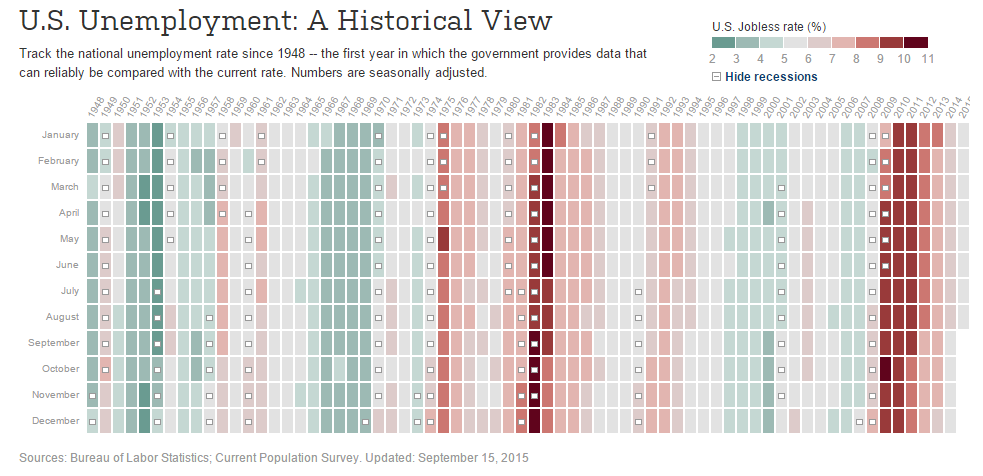 U.S. Unemployment: A Historical View
Track the national unemployment rate since 1948 -- the first year in which the government provides data that
can reliably be compared with the current rate. Numbers are seasonally adjusted.
U.S. Jobless rate (%)
2 3 4 5 6 7 8 9 10 11
Hide recessions
1948 1949 1950 1951 1952 1953 1954 1955 1956 1957 1958 1959 1960 1961 1962 1963 1964 1965 1966 1967 1968 1969 1970 1971 1972 1973 1974 1975 1976 1977 1978 1979 1980 1981 1982 1983 1984 1985 1986 1987 1988 1989 1990 1991 1992 1993 1994 1995 1996 1997 1998 1999 2000 2001 2002 2003 2004 2005 2006 2007 2008 2009 2010 2011 2012 2013 2014
January
February
March
April
May
June
July
August
September
October
November
December
Sources: Bureau of Labor Statistics; Current Population Survey. Updated: September 15, 2015